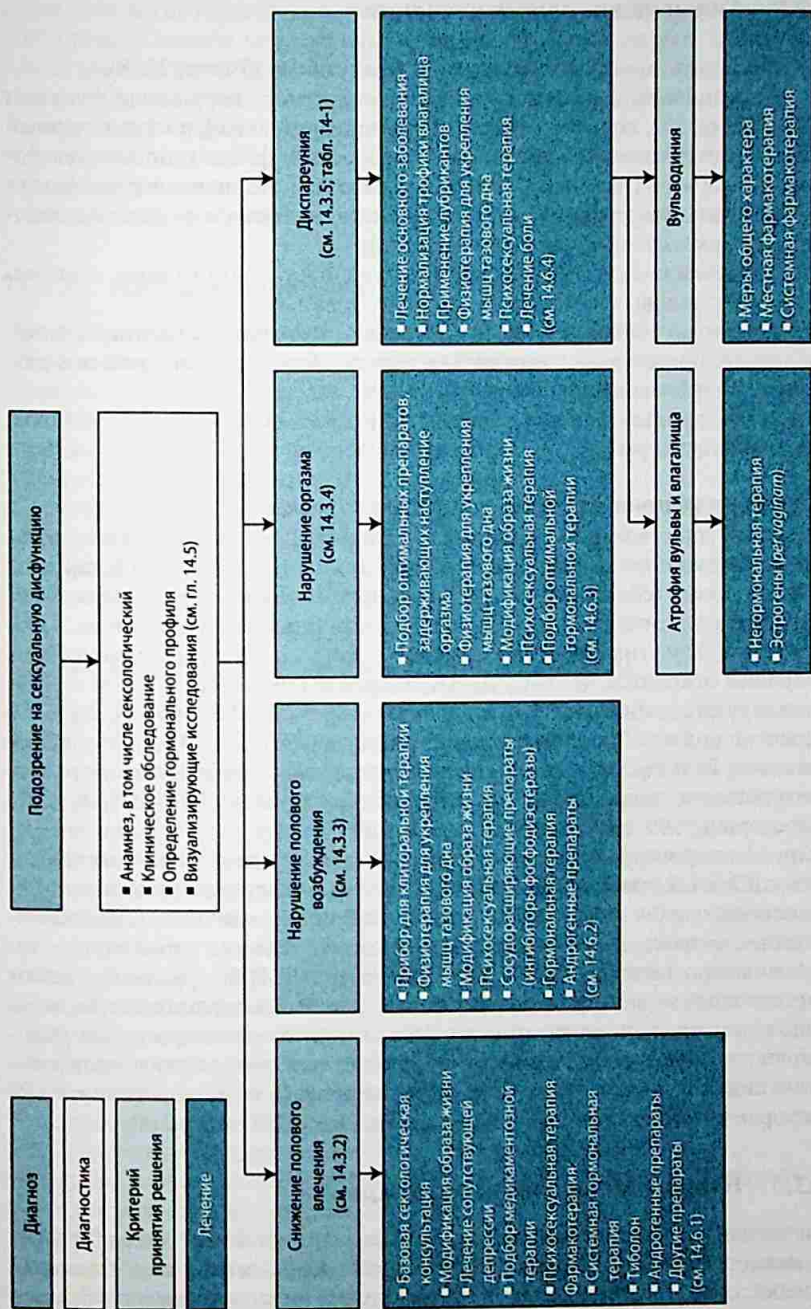 Диагноз
Диагностика
Критерий
принятия решения
Лечение
Подозрение на сексуальную дисфункцию
▪ Анамнез, в том числе сексологический
▪ Клиническое обследование
▪ Определение гормонального профиля
▪ Визуализирующие исследования (см. гл. 14.5)
Снижение полового
влечения
(см. 14.3.2)
▪ Базовая сексологическая
консультация
▪ Модификация образа жизни
▪ Лечение сопутствующей
депрессии
▪ Подбор медикаментозной
терапии
▪ Психосексуальная терапия
Фармакотерапия:
▪ Системная гормональная
терапия
▪ Тиболон
▪ Андрогенные препараты
▪ Другие препараты
(см. 14.6.1)
Нарушение полового
возбуждения
(см. 14.3.3)
▪ Прибор для клиторальной терапии
▪ Физиотерапия для укрепления
мышц тазового дна
▪ Модификация образа жизни
▪ Психосексуальная терапия
▪ Сосудорасширяющие препараты
(ингибиторы фосфодиэстеразы)
▪ Гормональная терапия
▪ Андрогенные препараты
(см. 14.6.2)
Нарушение оргазма
(см. 14.3.4)
▪ Подбор оптимальных препаратов,
задерживающих наступление
оргазма
▪ Физиотерапия для укрепления
мышц тазового дна
▪ Модификация образа жизни
▪ Психосексуальная терапия
▪ Подбор оптимальной
гормональной терапии
(см. 14.6.3)
Диспареуния
(см. 14.3.5; табл. 14-1)
▪ Лечение основного заболевания
▪ Нормализация трофики влагалища
▪ Применение лубрикантов
▪ Физиотерапия для укрепления
мышц тазового дна
▪ Психосексуальная терапия
▪ Лечение боли
(см. 14.6.4)
Атрофия вульвы и влагалища
▪ Негормональная терапия
▪ Эстрогены (per vaginam)
Вульводиния
▪ Меры общего характера
▪ Местная фармакотерапия
▪ Системная фармакотерапия